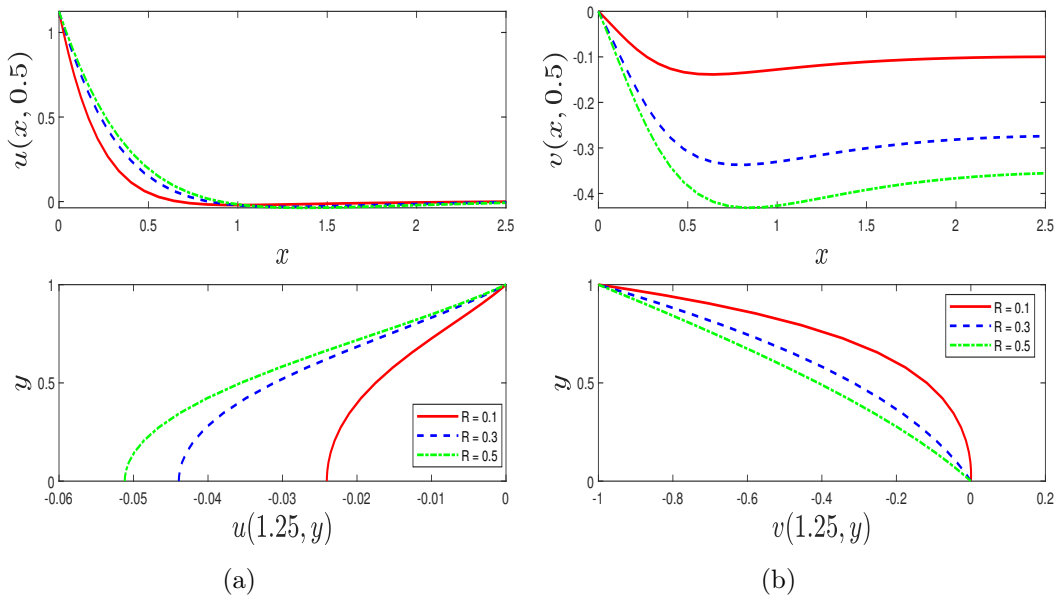 u(x, 0.5)
1
0.5
0
0 0.5 1 1.5 2 2.5
x
v(x, 0.5)
0
-0.1
-0.2
-0.3
-0.4
0 0.5 1 1.5 2 2.5
x
y
1
0.5
0
-0.06 -0.05 -0.04 -0.03 -0.02 -0.01 0
u(1.25, y)
R = 0.1
R = 0.3
R = 0.5
(a)
y
1
0.5
0
-1 -0.8 -0.6 -0.4 -0.2 0 0.2
v(1.25, y)
R = 0.1
R = 0.3
R = 0.5
(b)